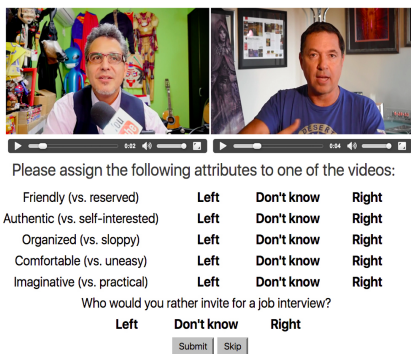 0:02
0:04
Please assign the following attributes to one of the videos:
Friendly (vs. reserved) Left Don't know Right
Authentic (vs. self-interested) Left Don't know Right
Organized (vs. sloppy) Left Don't know Right
Comfortable (vs. uneasy) Left Don't know Right
Imaginative (vs. practical) Left Don't know Right
Who would you rather invite for a job interview?
Left Don't know Right
Submit Skip